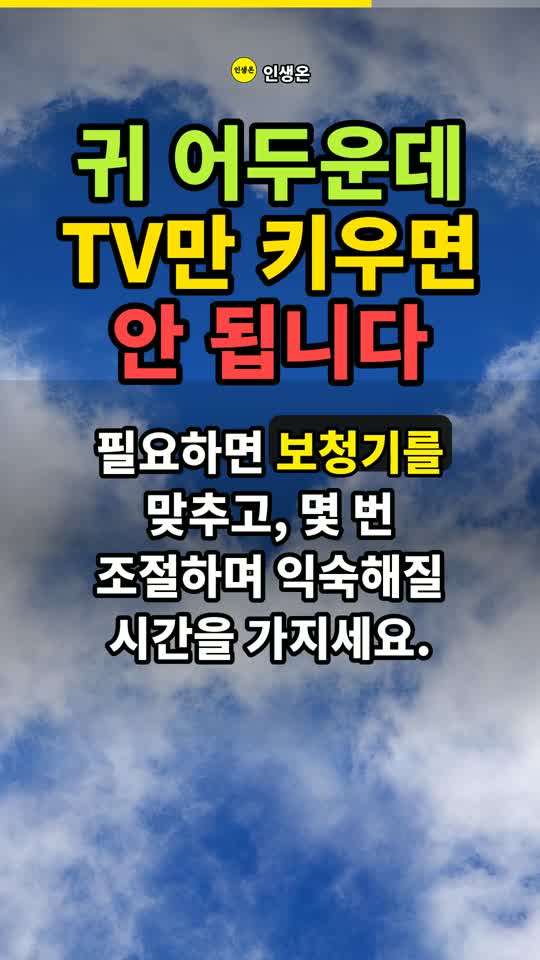 인생온 인생온
귀 어두운데
TV만 키우면
안 됩니다
필요하면 보청기를
맞추고, 몇 번
조절하며 익숙해질
시간을 가지세요.